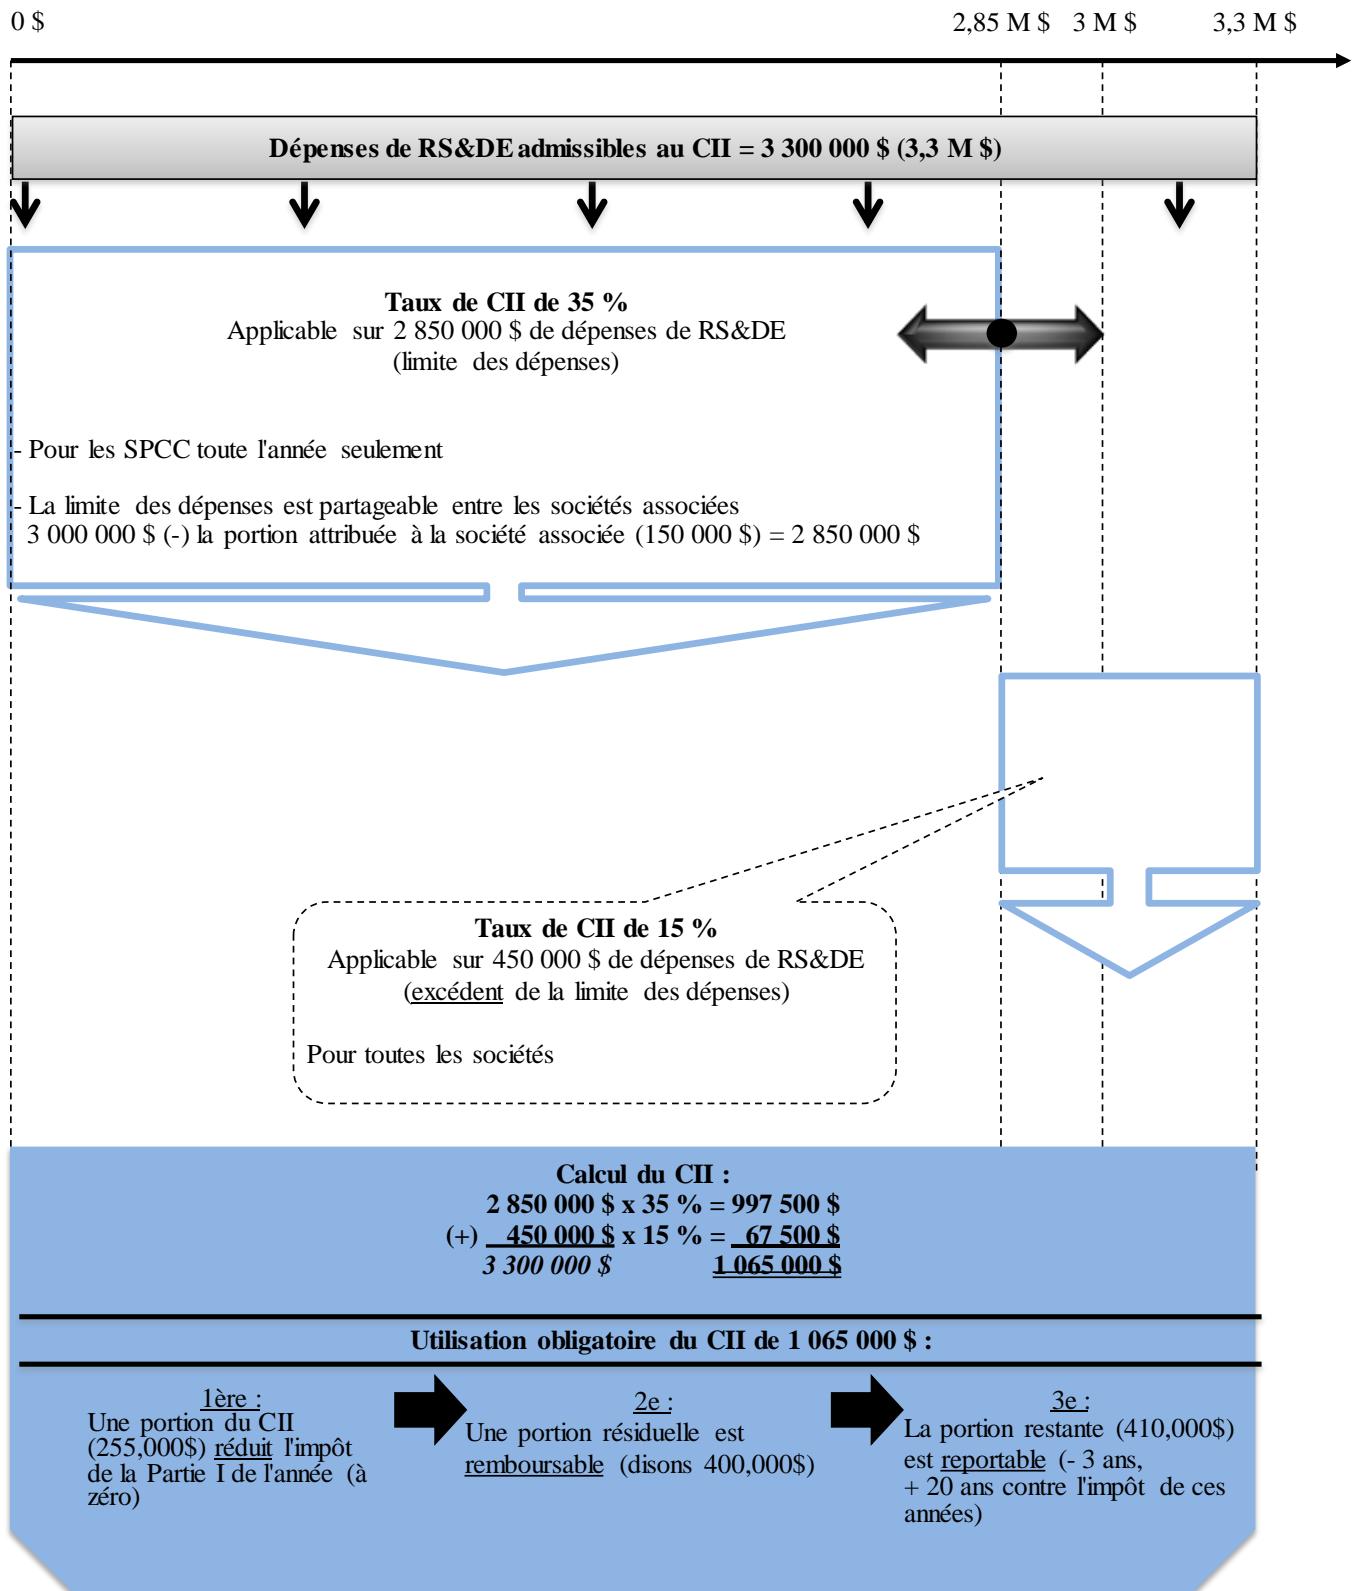 0 $ 2,85 M $ 3 M $ 3,3 M $
Dépenses de RS&DE admissibles au CII = 3 300 000 $ (3,3 M $)
Taux de CII de 35 %
Applicable sur 2 850 000 $ de dépenses de RS&DE
(limite des dépenses)
- Pour les SPCC toute l'année seulement
- La limite des dépenses est partageable entre les sociétés associées
3 000 000 $ (-) la portion attribuée à la société associée (150 000 $) = 2 850 000 $
Taux de CII de 15 %
Applicable sur 450 000 $ de dépenses de RS&DE
(excédent de la limite des dépenses)
Pour toutes les sociétés
Calcul du CII :
2 850 000 $ x 35 % = 997 500 $
(+) 450 000 $ x 15 % = 67 500 $
3 300 000 $ 1 065 000 $
Utilisation obligatoire du CII de 1 065 000 $ :
1ère :
Une portion du CII
(255,000$) réduit l'impôt
de la Partie I de l'année (à
zéro)
2e :
Une portion résiduelle est
remboursable (disons 400,000$)
3e :
La portion restante (410,000$)
est reportable (- 3 ans,
+ 20 ans contre l'impôt de ces
années)